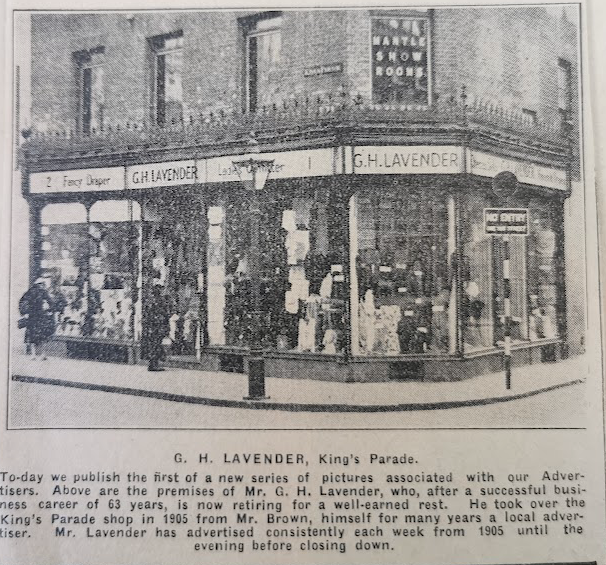 MANTLE
SHOW
ROOMS
2 Fancy Draper
G.H. LAVENDER
Ladies Outfitter 1
G.H. LAVENDER
NO ENTRY
G. H. LAVENDER, King's Parade.
To-day we publish the first of a new series of pictures associated with our Adver-
tisers. Above are the premises of Mr. G. H. Lavender, who, after a successful busi-
ness career of 63 years, is now retiring for a well-earned rest. He took over the
King's Parade shop in 1905 from Mr. Brown, himself for many years a local adver-
tiser. Mr. Lavender has advertised consistently each week from 1905 until the
evening before closing down.